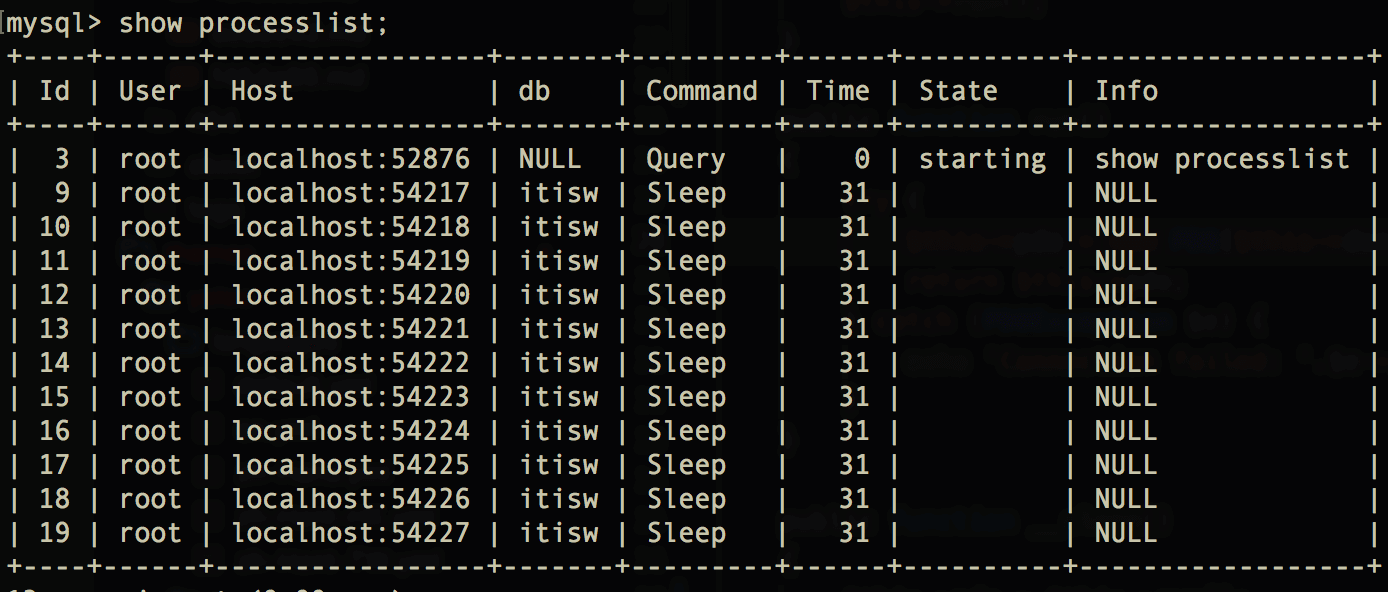 mysql> show processlist;
+----+------+-----------------+-------+---------+------+----------+------------------+
| Id | User | Host            | db    | Command | Time | State    | Info             |
+----+------+-----------------+-------+---------+------+----------+------------------+
|  3 | root | localhost:52876 | NULL  | Query   |    0 | starting | show processlist |
|  9 | root | localhost:54217 | itisw | Sleep   |   31 |          | NULL             |
| 10 | root | localhost:54218 | itisw | Sleep   |   31 |          | NULL             |
| 11 | root | localhost:54219 | itisw | Sleep   |   31 |          | NULL             |
| 12 | root | localhost:54220 | itisw | Sleep   |   31 |          | NULL             |
| 13 | root | localhost:54221 | itisw | Sleep   |   31 |          | NULL             |
| 14 | root | localhost:54222 | itisw | Sleep   |   31 |          | NULL             |
| 15 | root | localhost:54223 | itisw | Sleep   |   31 |          | NULL             |
| 16 | root | localhost:54224 | itisw | Sleep   |   31 |          | NULL             |
| 17 | root | localhost:54225 | itisw | Sleep   |   31 |          | NULL             |
| 18 | root | localhost:54226 | itisw | Sleep   |   31 |          | NULL             |
| 19 | root | localhost:54227 | itisw | Sleep   |   31 |          | NULL             |
+----+------+-----------------+-------+---------+------+----------+------------------+